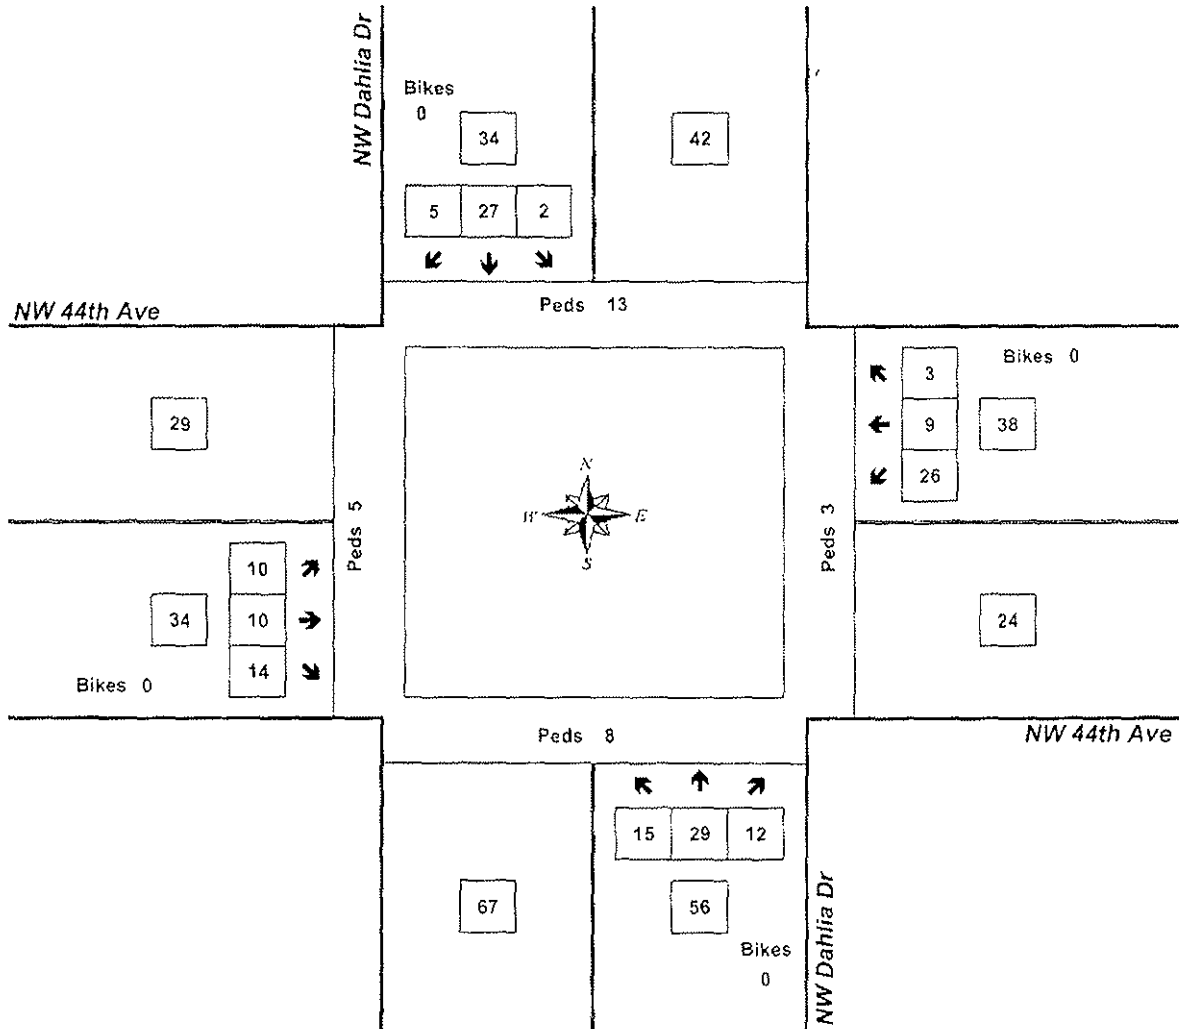 NW Dahlia Dr
Bikes
0
34
42
5 27 2
Peds 13
NW 44th Ave
3
Bikes 0
29
9
38
26
N
W E
S
Peds 5
Peds 3
10
34
10
24
14
Bikes 0
Peds 8
NW 44th Ave
15 29 12
67
56
Bikes
0
NW Dahlia Dr